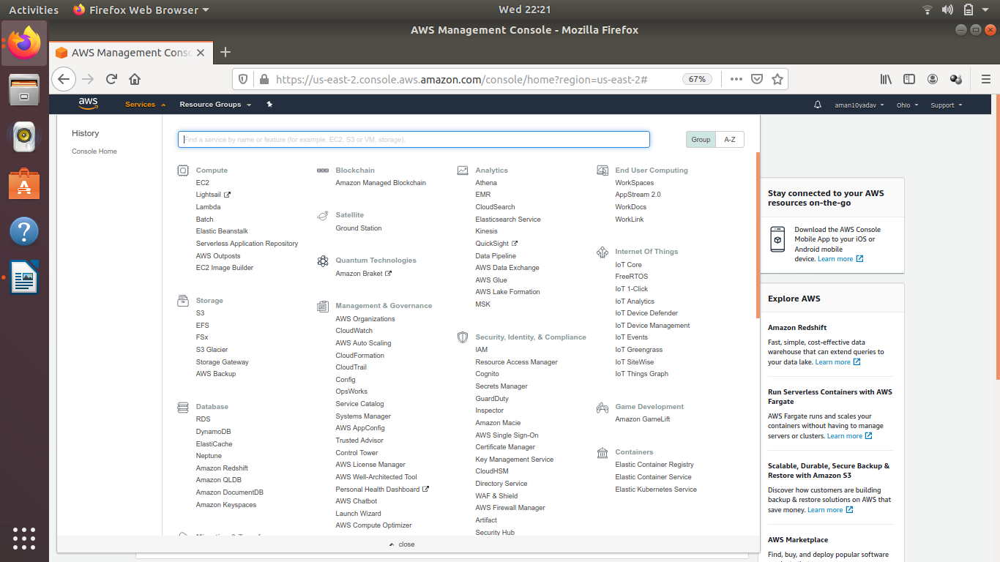 Activities
Firefox Web Browser
Wed 22:21
AWS Management Console - Mozilla Firefox
AWS Management Conso
https://us-east-2.console.aws.amazon.com/console/home?region=us-east-2#
67%
aws
Services
Resource Groups
aman10yadav
Ohio
Support
History
Console Home
Find a service by name or feature (for example, EC2, S3 or VM, storage).
Group
A-Z
Compute
EC2
Lightsail
Lambda
Batch
Elastic Beanstalk
Serverless Application Repository
AWS Outposts
EC2 Image Builder
Storage
S3
EFS
FSx
S3 Glacier
Storage Gateway
AWS Backup
Database
RDS
DynamoDB
ElastiCache
Neptune
Amazon Redshift
Amazon QLDB
Amazon DocumentDB
Amazon Keyspaces
Blockchain
Amazon Managed Blockchain
Satellite
Ground Station
Quantum Technologies
Amazon Braket
Management & Governance
AWS Organizations
CloudWatch
AWS Auto Scaling
CloudFormation
CloudTrail
Config
OpsWorks
Service Catalog
Systems Manager
AWS AppConfig
Trusted Advisor
Control Tower
AWS License Manager
AWS Well-Architected Tool
Personal Health Dashboard
AWS Chatbot
Launch Wizard
AWS Compute Optimizer
Analytics
Athena
EMR
CloudSearch
Elasticsearch Service
Kinesis
QuickSight
Data Pipeline
AWS Data Exchange
AWS Glue
AWS Lake Formation
MSK
Security, Identity, & Compliance
IAM
Resource Access Manager
Cognito
Secrets Manager
GuardDuty
Inspector
Amazon Macie
AWS Single Sign-On
Certificate Manager
Key Management Service
CloudHSM
Directory Service
WAF & Shield
AWS Firewall Manager
Artifact
Security Hub
End User Computing
WorkSpaces
AppStream 2.0
WorkDocs
WorkLink
Internet Of Things
IoT Core
FreeRTOS
IoT 1-Click
IoT Analytics
IoT Device Defender
IoT Device Management
IoT Events
IoT Greengrass
IoT SiteWise
IoT Things Graph
Game Development
Amazon GameLift
Containers
Elastic Container Registry
Elastic Container Service
Elastic Kubernetes Service
close
Stay connected to your AWS
resources on-the-go
Download the AWS Console
Mobile App to your iOS or
Android mobile
device. Learn more
Explore AWS
Amazon Redshift
Fast, simple, cost-effective data
warehouse that can extend queries to
your data lake. Learn more
Run Serverless Containers with AWS
Fargate
AWS Fargate runs and scales your
containers without having to manage
servers or clusters. Learn more
Scalable, Durable, Secure Backup &
Restore with Amazon S3
Discover how customers are building
backup & restore solutions on AWS that
save money. Learn more
AWS Marketplace
Find, buy, and deploy popular software